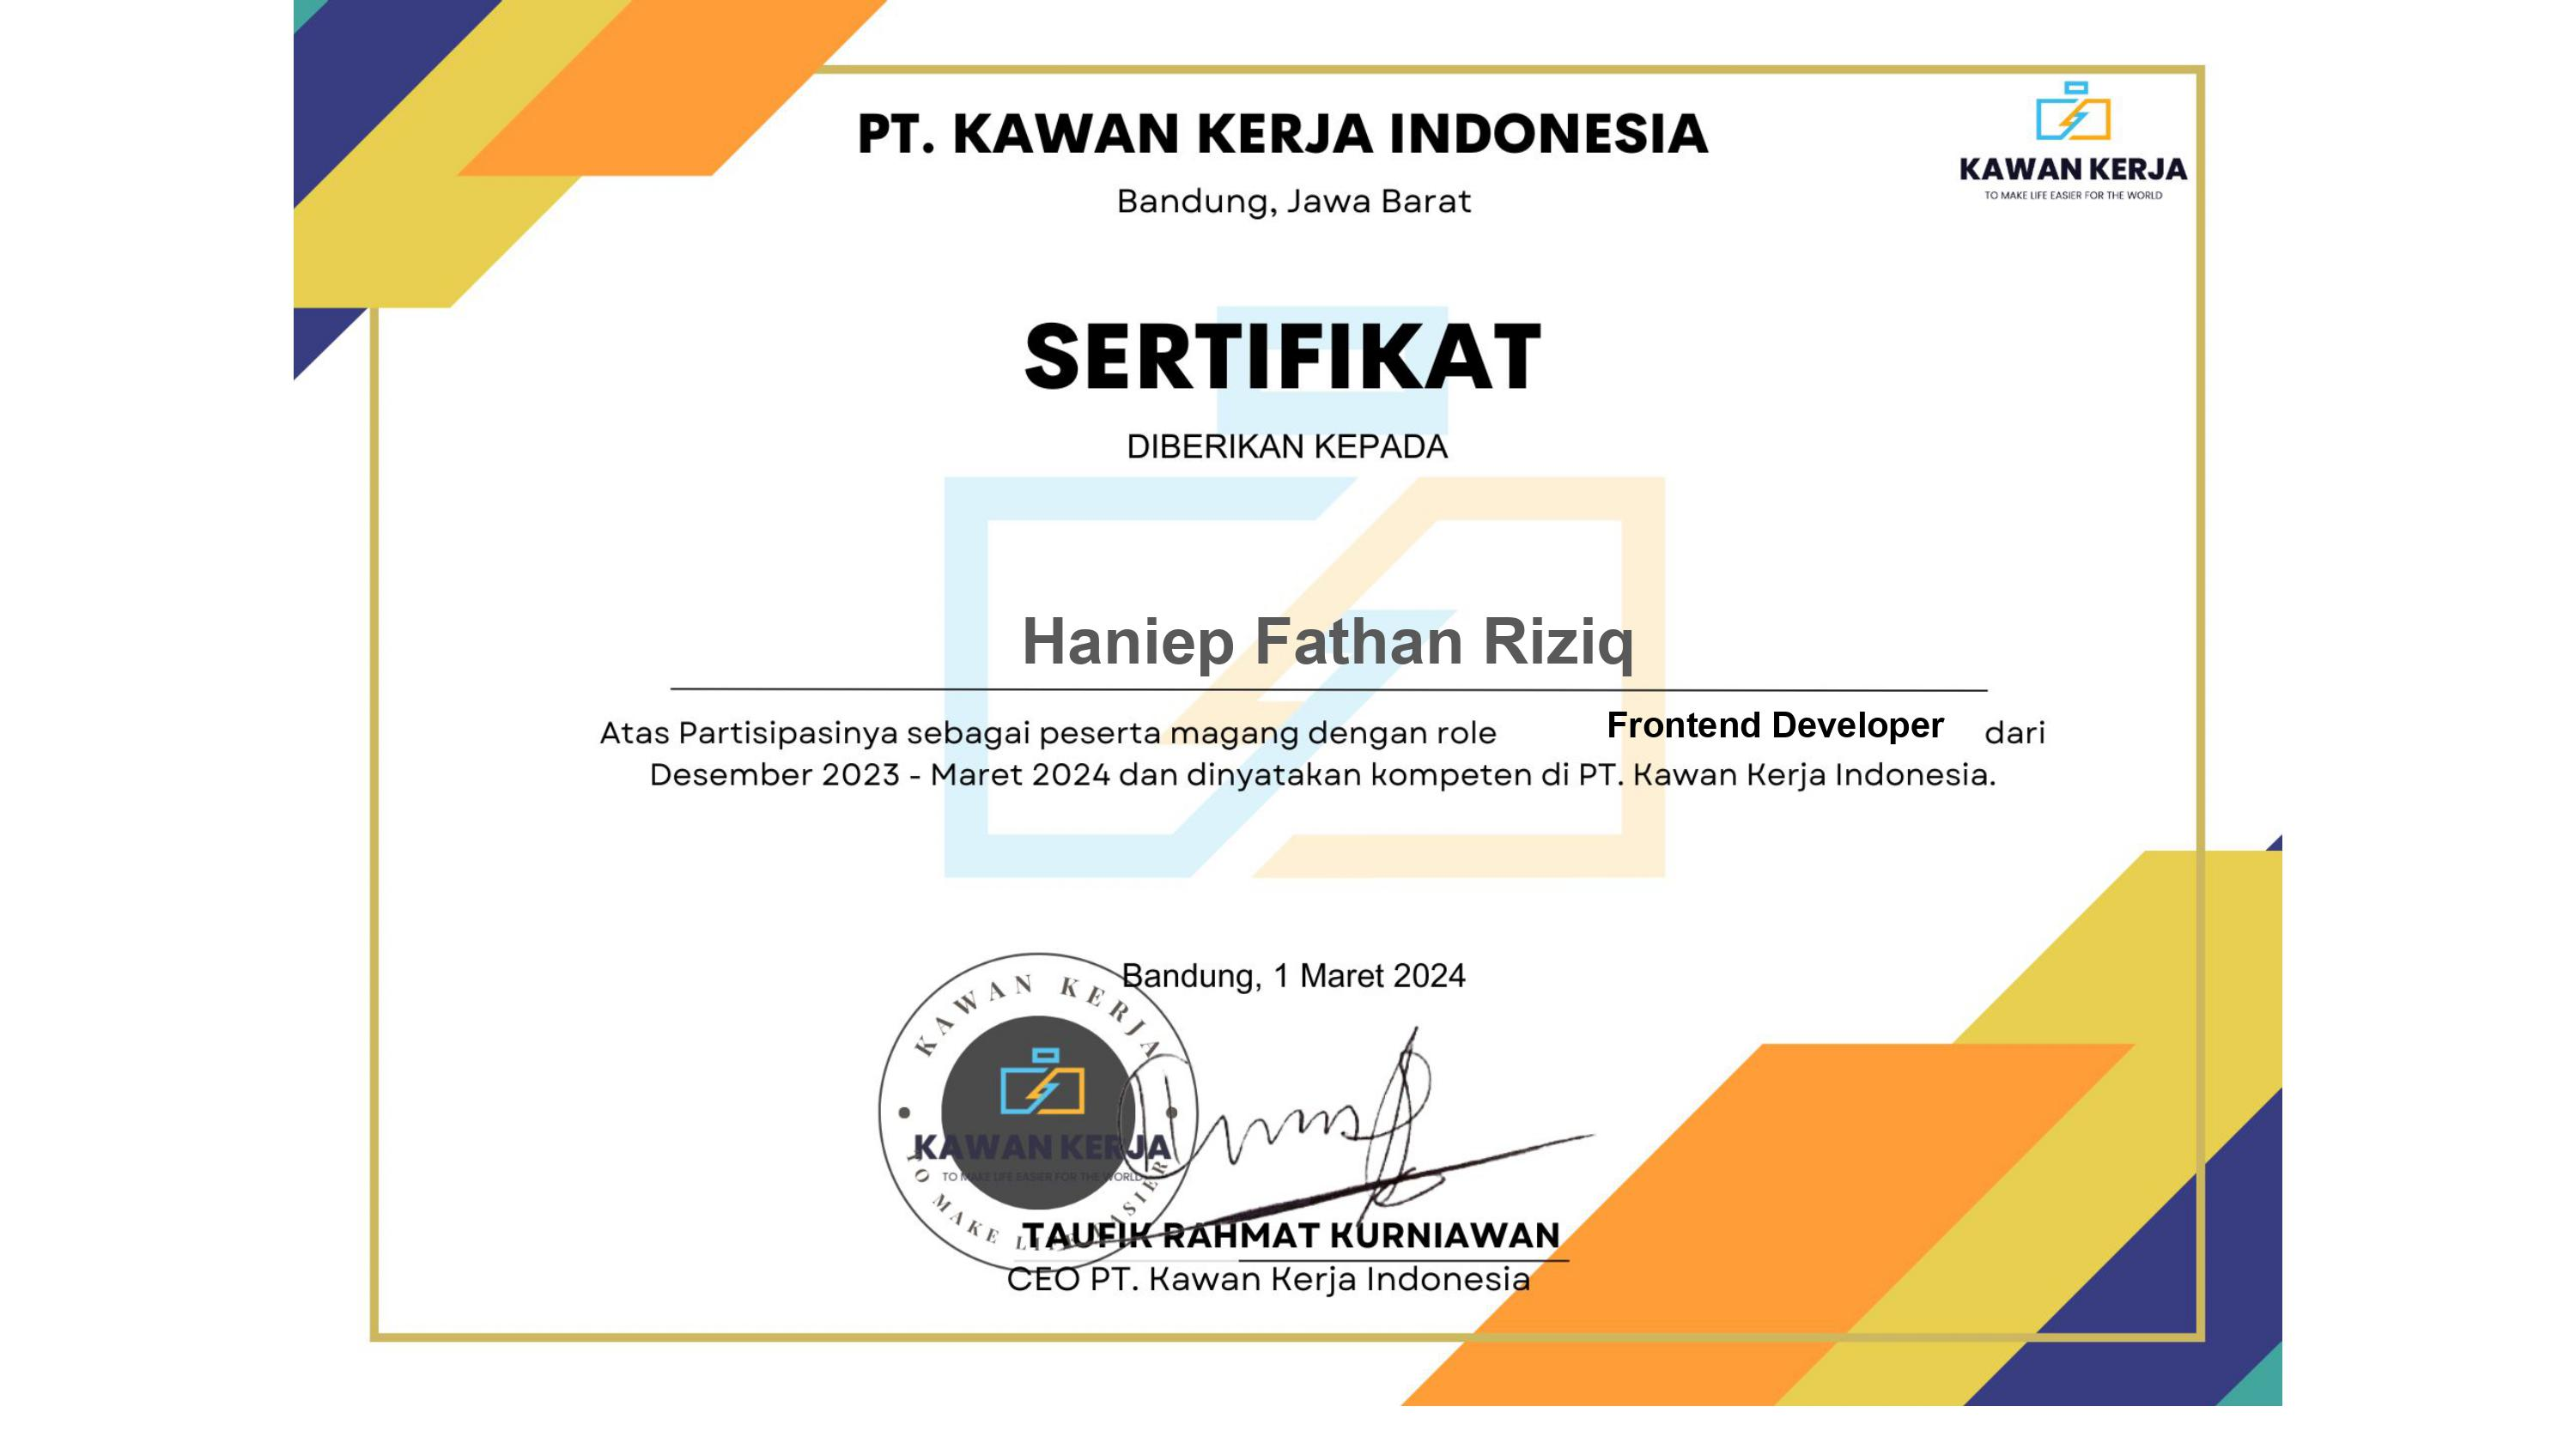 PT. KAWAN KERJA INDONESIA
Bandung, Jawa Barat
KAWAN KERJA
TO MAKE LIFE EASIER FOR THE WORLD
SERTIFIKAT
DIBERIKAN KEPADA
Haniep Fathan Riziq
Atas Partisipasinya sebagai peserta magang dengan role Frontend Developer dari
Desember 2023 - Maret 2024 dan dinyatakan kompeten di PT. Kawan Kerja Indonesia.
Bandung, 1 Maret 2024
KAWAN KERJA
KAWAN KERJA
TO MAKE LIFE EASIER FOR THE WORLD
TO MAKE LIFE EASIER
TAUFIK RAHMAT KURNIAWAN
CEO PT. Kawan Kerja Indonesia